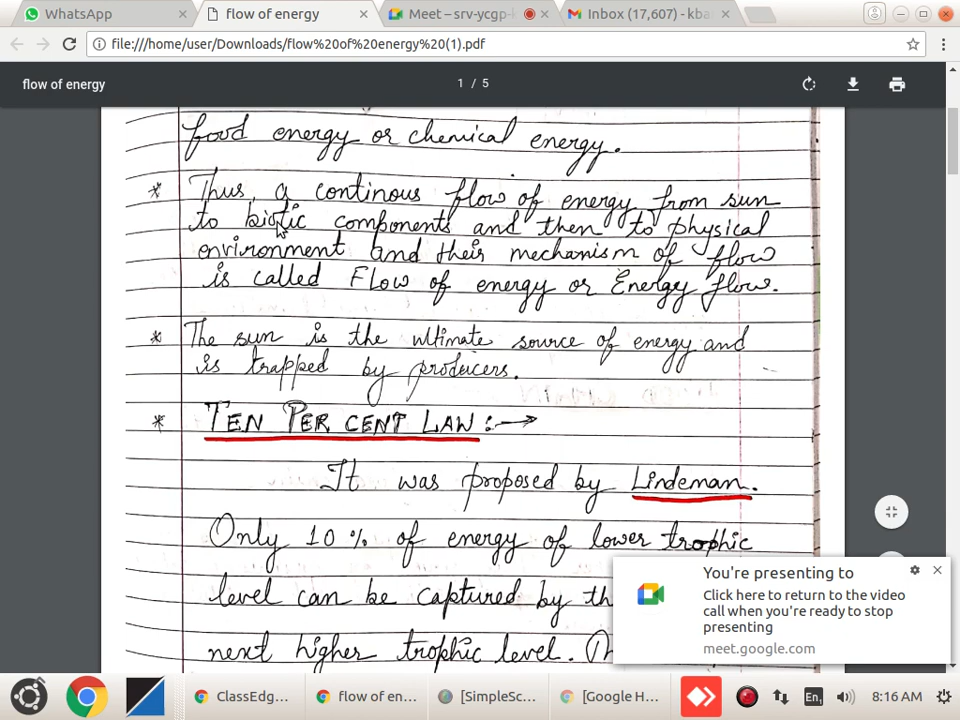 WhatsApp
flow of energy
Meet – srv-ycgp-
Inbox (17,607) - kba
file:///home/user/Downloads/flow%20of%20energy%20(1).pdf
flow of energy
1 / 5
food energy or chemical energy.
* Thus, a continous flow of energy from sun
to biotic components and then to physical
environment and their mechanism of flow
is called Flow of energy or Energy flow.
* The sun is the ultimate source of energy and
is trapped by producers.
* TEN PER CENT LAW :→
It was proposed by Lindeman.
Only 10 % of energy of lower trophic
level can be captured by th
next higher trophic level.
You're presenting to
Click here to return to the video
call when you're ready to stop
presenting
meet.google.com
ClassEdg...
flow of en...
[SimpleSc...
[Google H...
En1
8:16 AM